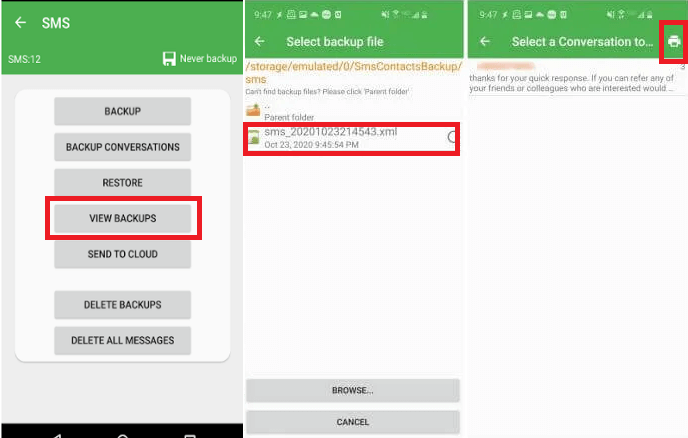 SMS
SMS:12
Never backup
BACKUP
BACKUP CONVERSATIONS
RESTORE
VIEW BACKUPS
SEND TO CLOUD
DELETE BACKUPS
DELETE ALL MESSAGES
9:47
Select backup file
/storage/emulated/0/SmsContactsBackup/
sms
Can't find backup files? Please click 'Parent folder'
..
Parent folder
sms_20201023214543.xml
Oct 23, 2020 9:45:54 PM
BROWSE...
CANCEL
9:47
Select a Conversation to...
3
thanks for your quick response. If you can refer any of
your friends or colleagues who are interested would ...